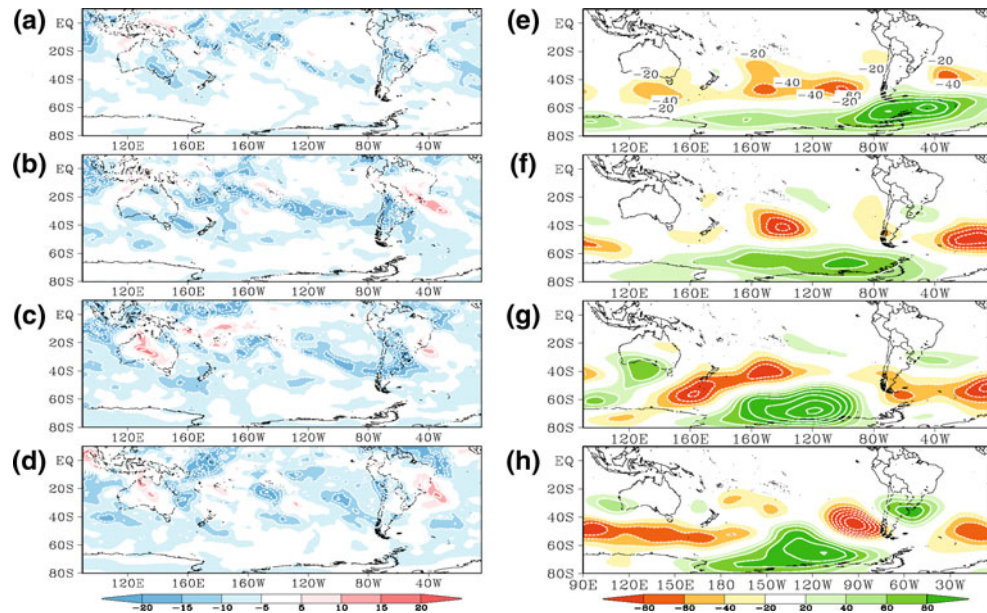 (a) EQ 20S 40S 60S 80S
120E 160E 160W 120W 80W 40W
(e) EQ 20S 40S 60S 80S
-20 -20 -40 -40 -20 -60 -20 -20 -40
120E 160E 160W 120W 80W 40W
(b) EQ 20S 40S 60S 80S
120E 160E 160W 120W 80W 40W
(f) EQ 20S 40S 60S 80S
120E 160E 160W 120W 80W 40W
(c) EQ 20S 40S 60S 80S
120E 160E 160W 120W 80W 40W
(g) EQ 20S 40S 60S 80S
120E 160E 160W 120W 80W 40W
(d) EQ 20S 40S 60S 80S
120E 160E 160W 120W 80W 40W
-20 -15 -10 -5 5 10 15 20
(h) EQ 20S 40S 60S 80S
90E 120E 150E 180 150W 120W 90W 60W 30W
-80 -60 -40 -20 20 40 60 80